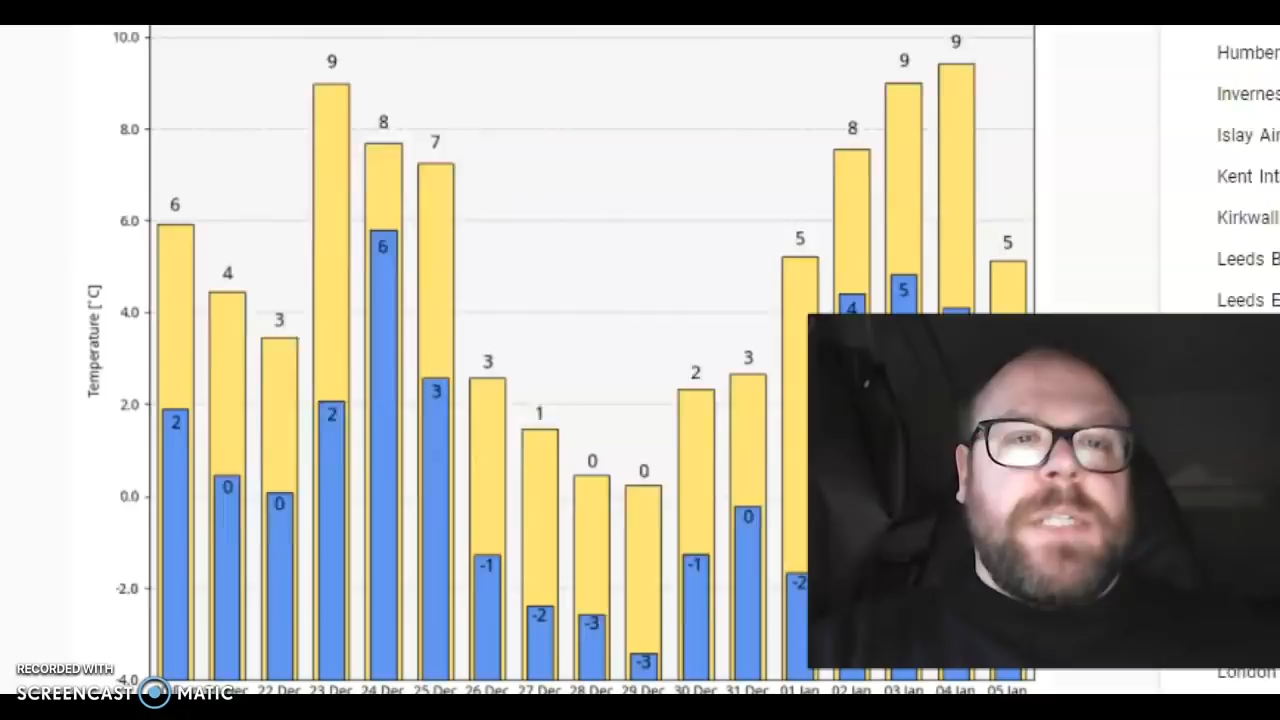 10.0
8.0
6.0
4.0
2.0
0.0
-2.0
-4.0
Temperature [°C]
6 4 3 9 8 7 3 1 0 0 2 3 5 8 9 9 5
2 0 0 2 6 3 -1 -2 -3 -3 -1 0 -2 4 5
22 Dec 23 Dec 24 Dec 25 Dec 26 Dec 27 Dec 28 Dec 29 Dec 30 Dec 31 Dec 01 Jan 02 Jan 03 Jan 04 Jan 05 Jan
Humber
Invernes
Islay Air
Kent Int
Kirkwall
Leeds B
Leeds E
London
RECORDED WITH
SCREENCAST MATIC